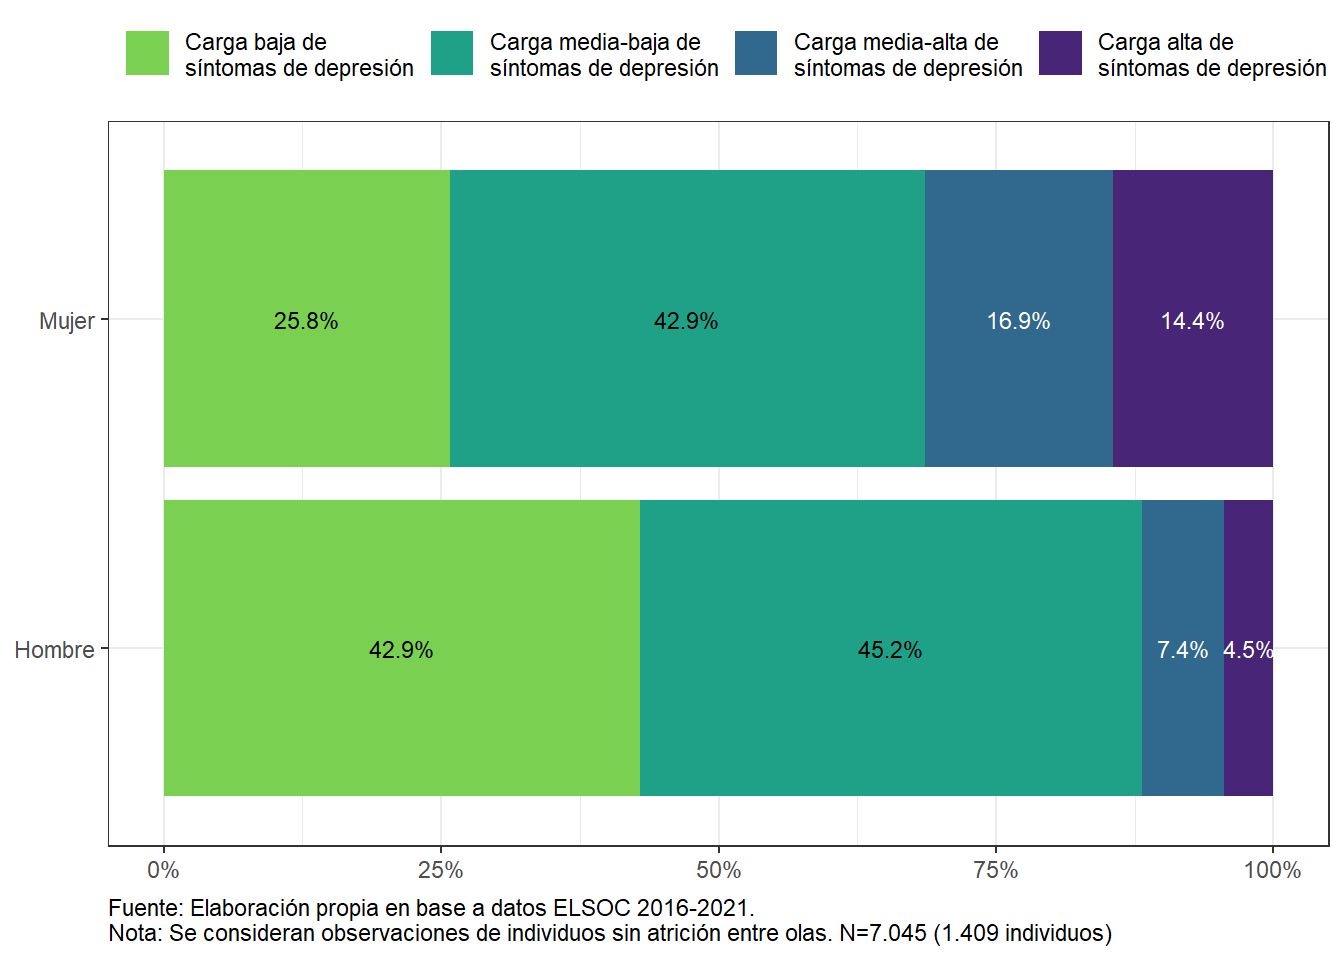 Carga baja de
síntomas de depresión
Carga media-baja de
síntomas de depresión
Carga media-alta de
síntomas de depresión
Carga alta de
síntomas de depresión
Mujer
25.8%
42.9%
16.9%
14.4%
Hombre
42.9%
45.2%
7.4%
4.5%
0%
25%
50%
75%
100%
Fuente: Elaboración propia en base a datos ELSOC 2016-2021.
Nota: Se consideran observaciones de individuos sin atrición entre olas. N=7.045 (1.409 individuos)